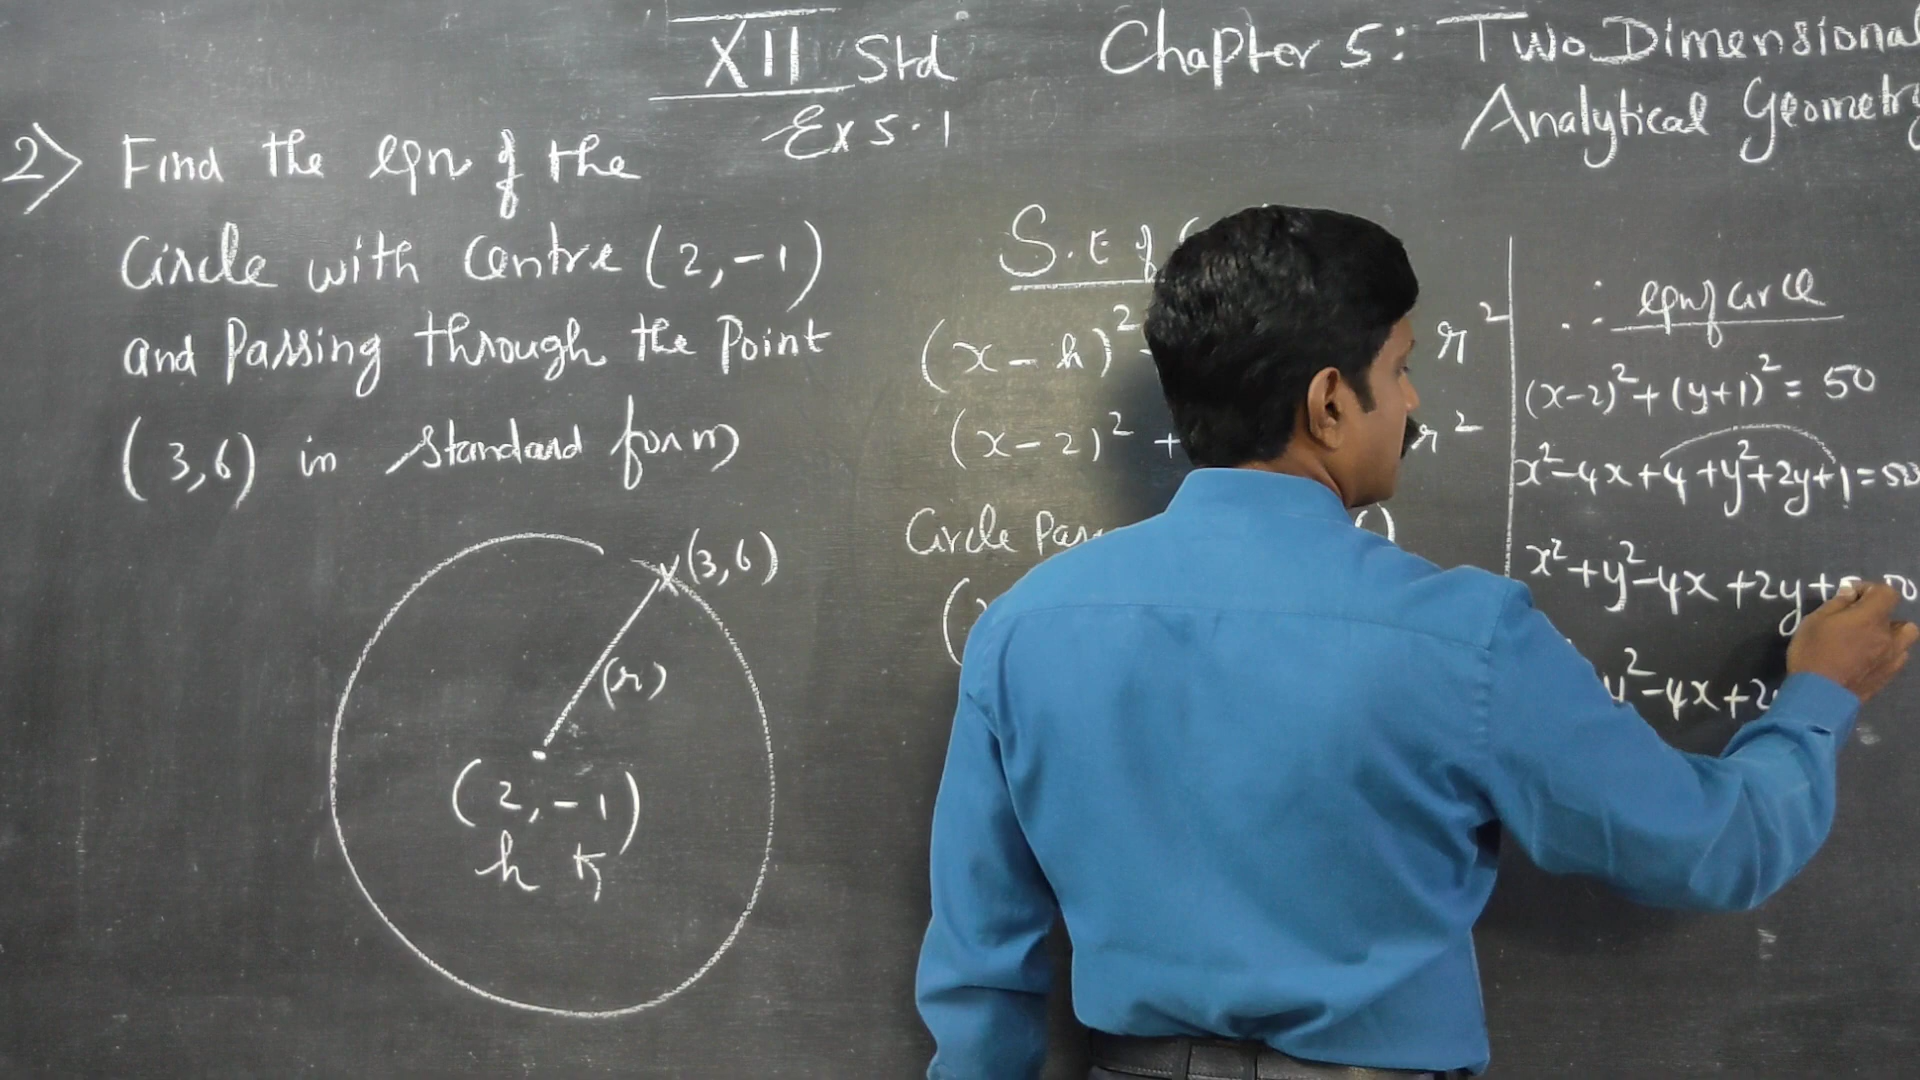 XII Std
Ex 5.1
Chapter 5: Two Dimensional
Analytical Geometry
2) Find the eqn of the
Circle with Centre (2,-1)
and Passing through the Point
(3,6) in standard form
(3,6)
(r)
(2,-1)
h k
S.E of
(x-h)² r²
(x-2)² + r²
Circle
∴ eqn of circle
(x-2)²+(y+1)²= 50
x²-4x+4+y²+2y+1=50
x²+y²-4x+2y+
y²-4x+2